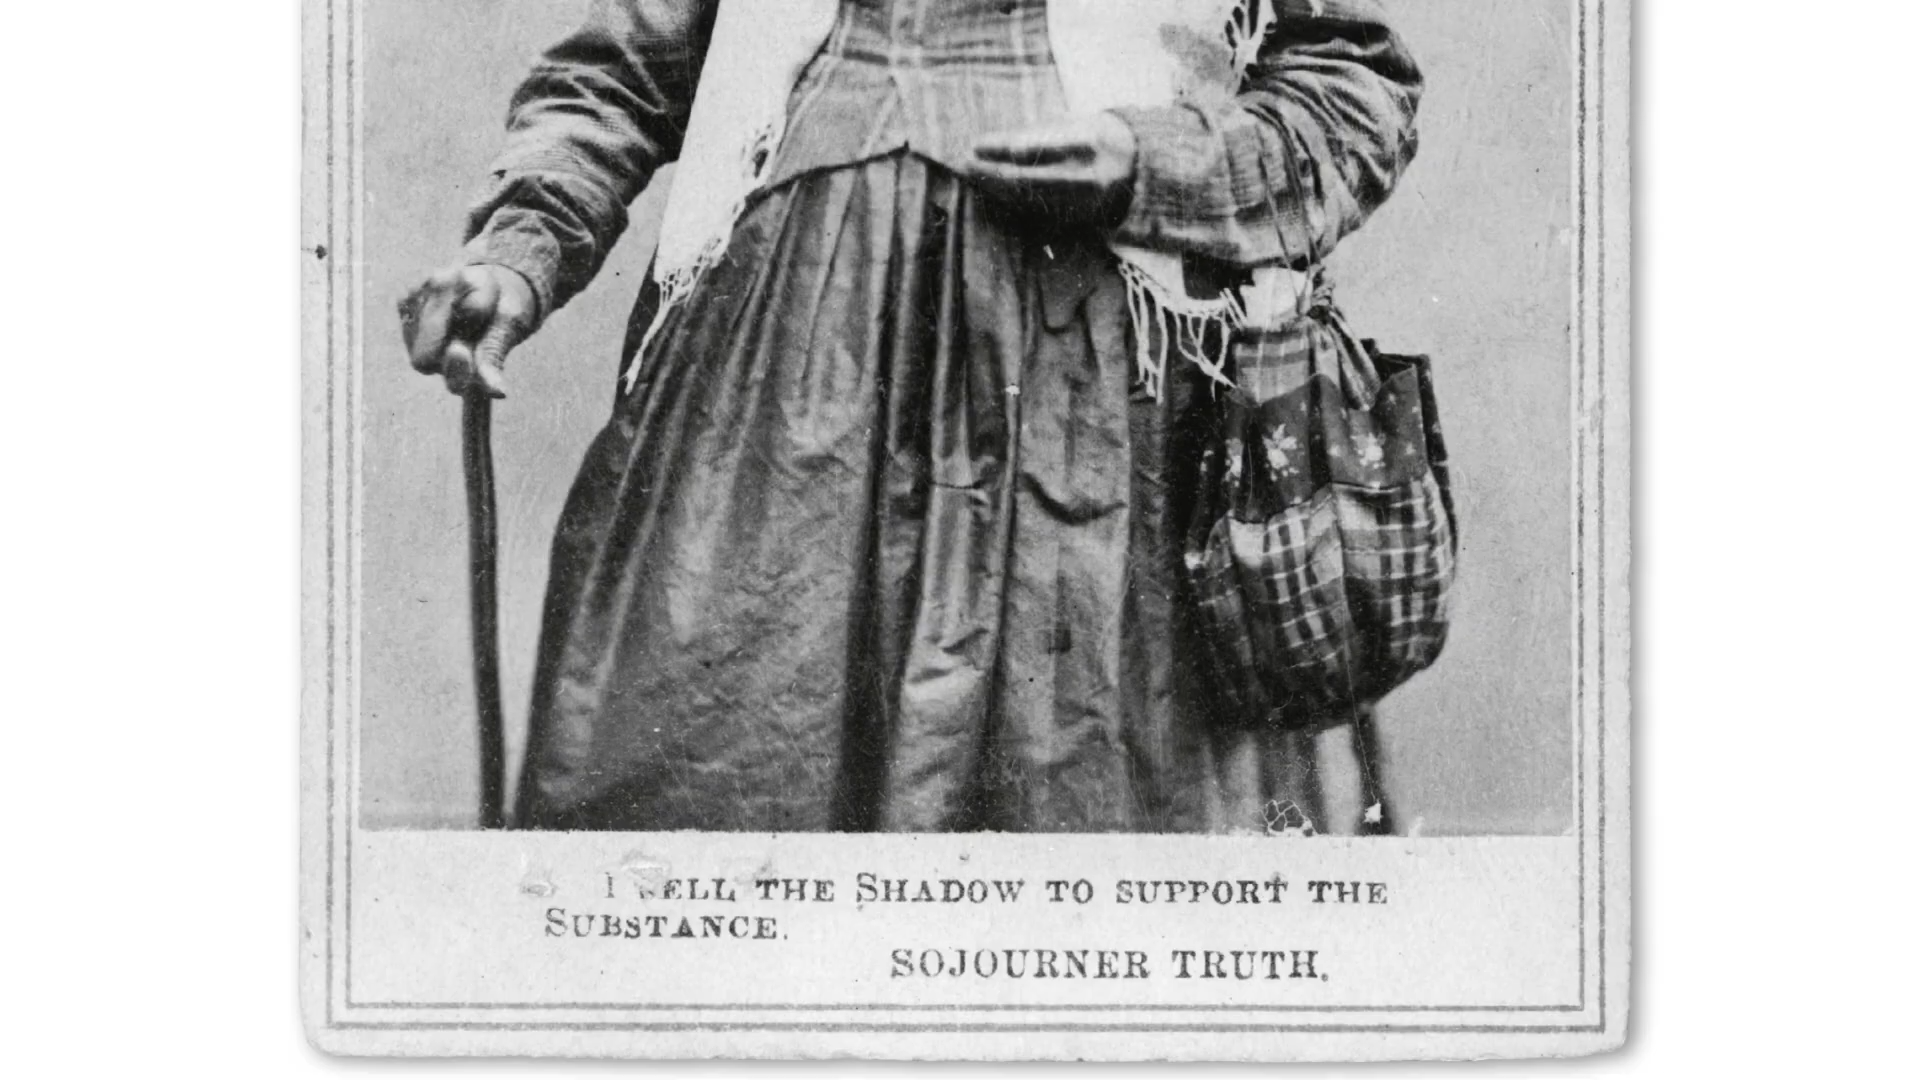 I SELL THE SHADOW TO SUPPORT THE
SUBSTANCE.
SOJOURNER TRUTH.